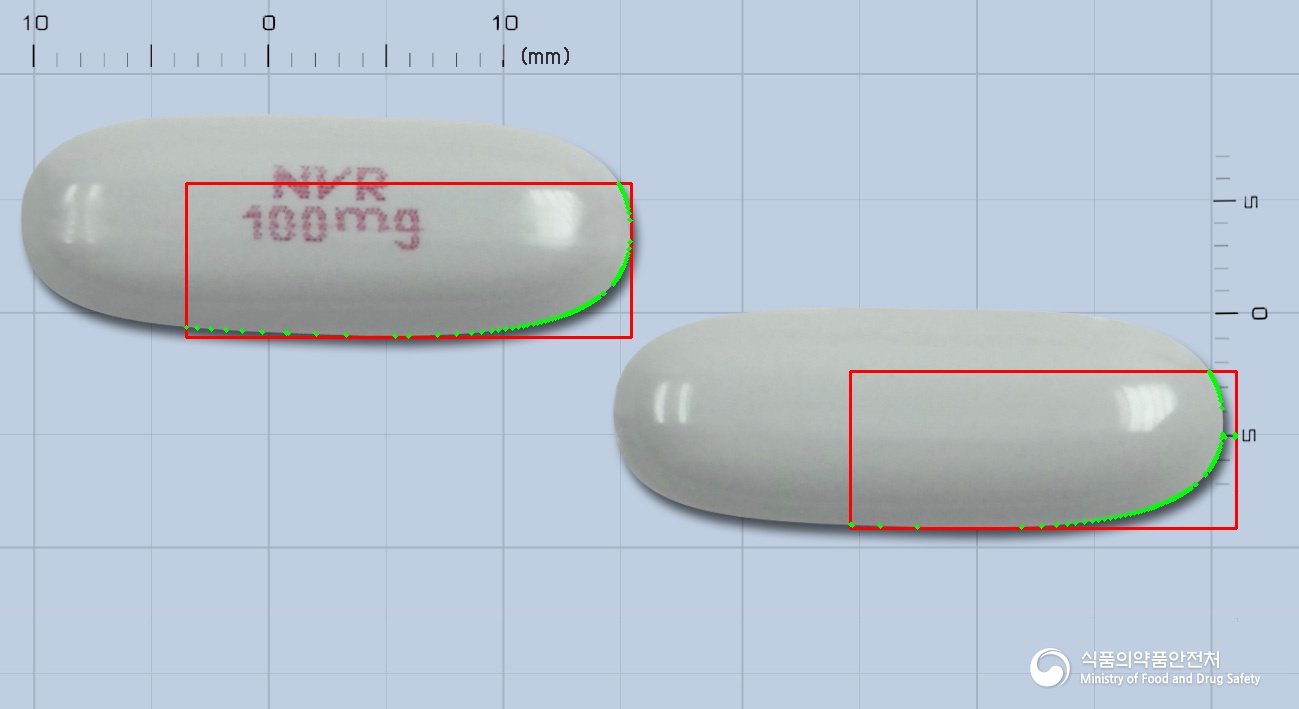 10 0 10
(mm)
NVR
100mg
5
0
5
식품의약품안전처
Ministry of Food and Drug Safety